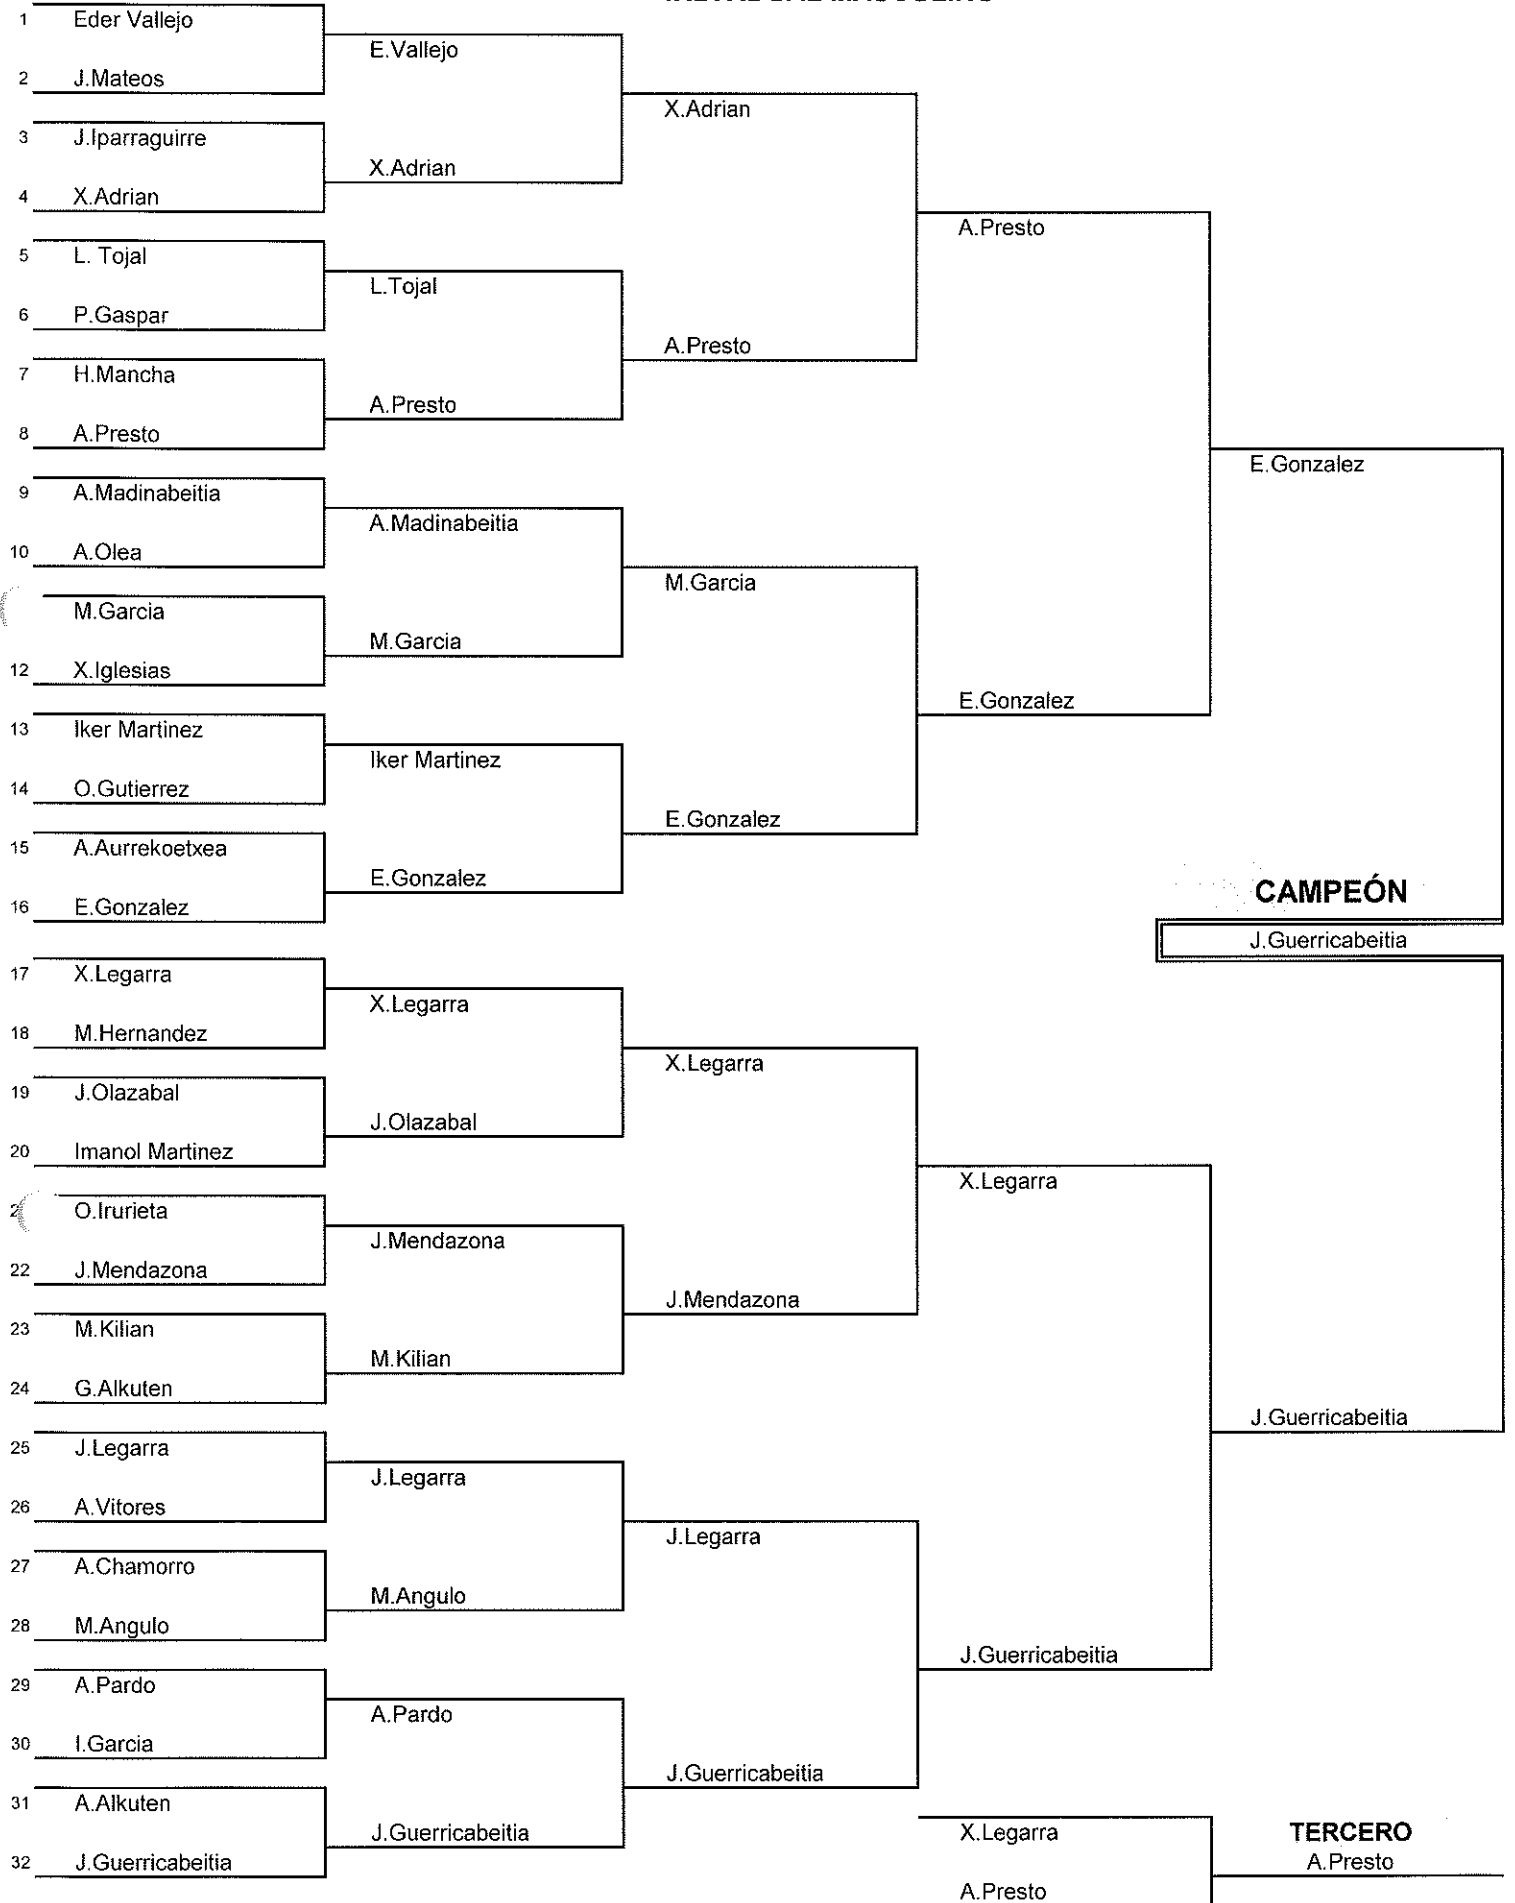 1 Eder Vallejo
2 J.Mateos
3 J.Iparraguirre
4 X.Adrian
5 L. Tojal
6 P.Gaspar
7 H.Mancha
8 A.Presto
9 A.Madinabeitia
10 A.Olea
M.Garcia
12 X.Iglesias
13 Iker Martinez
14 O.Gutierrez
15 A.Aurrekoetxea
16 E.Gonzalez
17 X.Legarra
18 M.Hernandez
19 J.Olazabal
20 Imanol Martinez
2 O.Irurieta
22 J.Mendazona
23 M.Kilian
24 G.Alkuten
25 J.Legarra
26 A.Vitores
27 A.Chamorro
28 M.Angulo
29 A.Pardo
30 I.Garcia
31 A.Alkuten
32 J.Guerricabeitia
E.Vallejo
X.Adrian
L.Tojal
A.Presto
A.Madinabeitia
M.Garcia
Iker Martinez
E.Gonzalez
X.Legarra
J.Olazabal
J.Mendazona
M.Kilian
J.Legarra
M.Angulo
A.Pardo
J.Guerricabeitia
X.Adrian
A.Presto
M.Garcia
E.Gonzalez
X.Legarra
J.Mendazona
J.Legarra
J.Guerricabeitia
A.Presto
E.Gonzalez
X.Legarra
J.Guerricabeitia
E.Gonzalez
J.Guerricabeitia
CAMPEÓN
J.Guerricabeitia
X.Legarra
A.Presto
TERCERO
A.Presto